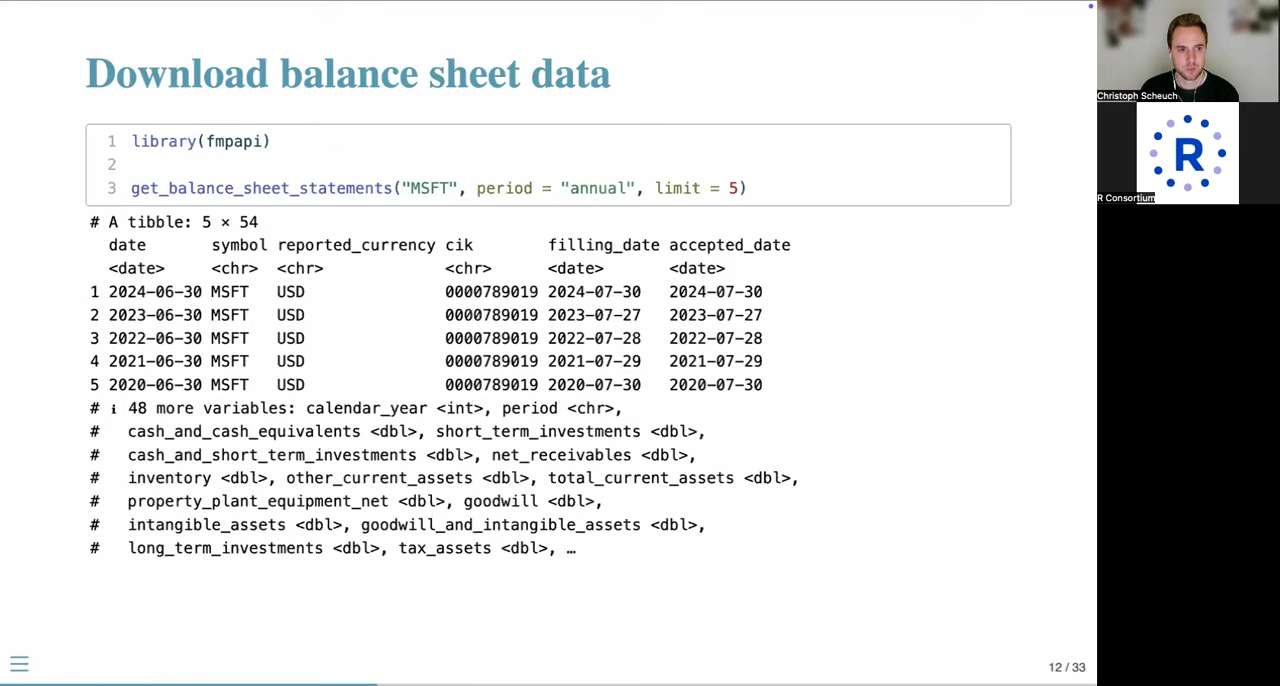 Download balance sheet data
1 library(fmpapi)
2
3 get_balance_sheet_statements("MSFT", period = "annual", limit = 5)
# A tibble: 5 × 54
date symbol reported_currency cik filling_date accepted_date
<date> <chr> <chr> <chr> <date> <date>
1 2024-06-30 MSFT USD 0000789019 2024-07-30 2024-07-30
2 2023-06-30 MSFT USD 0000789019 2023-07-27 2023-07-27
3 2022-06-30 MSFT USD 0000789019 2022-07-28 2022-07-28
4 2021-06-30 MSFT USD 0000789019 2021-07-29 2021-07-29
5 2020-06-30 MSFT USD 0000789019 2020-07-30 2020-07-30
# ℹ 48 more variables: calendar_year <int>, period <chr>,
# cash_and_cash_equivalents <dbl>, short_term_investments <dbl>,
# cash_and_short_term_investments <dbl>, net_receivables <dbl>,
# inventory <dbl>, other_current_assets <dbl>, total_current_assets <dbl>,
# property_plant_equipment_net <dbl>, goodwill <dbl>,
# intangible_assets <dbl>, goodwill_and_intangible_assets <dbl>,
# long_term_investments <dbl>, tax_assets <dbl>, …
12 / 33
Christoph Scheuch
R
R Consortium